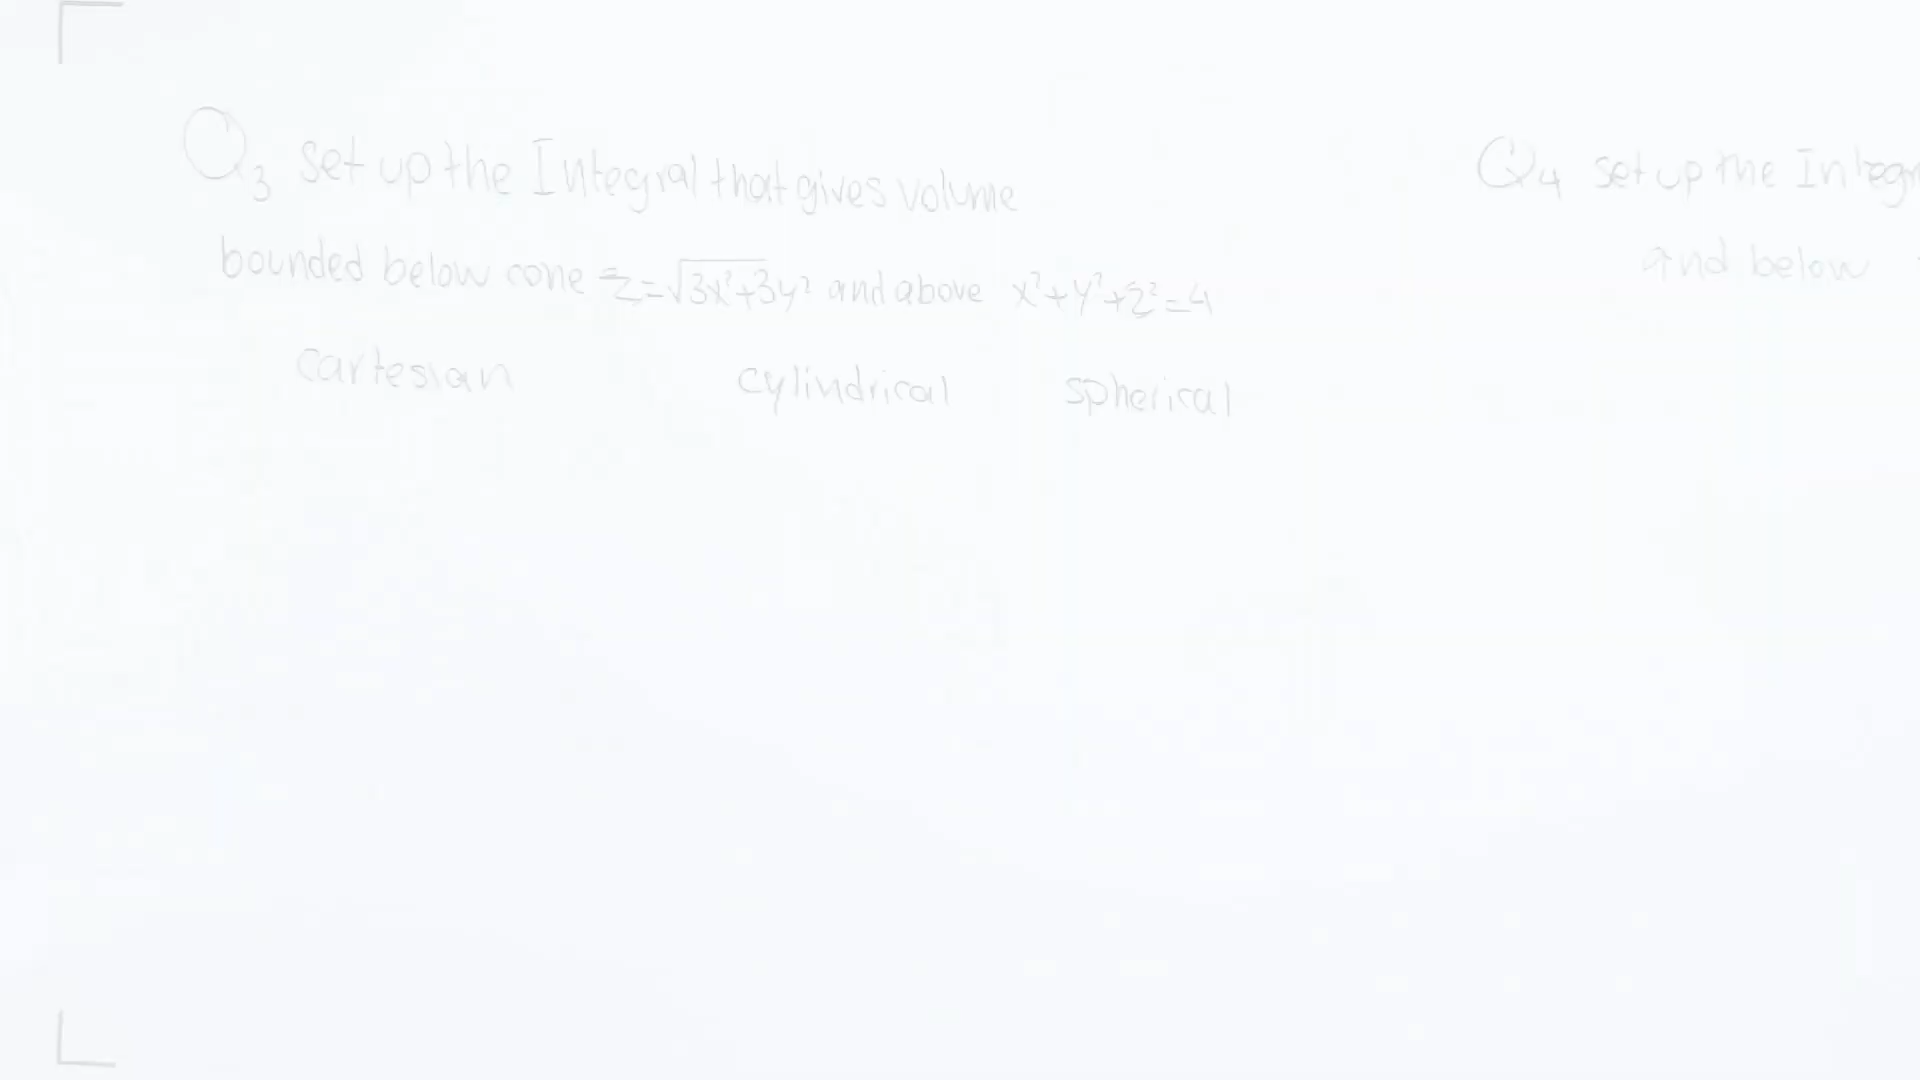 Q3 set up the Integral that gives volume
bounded below cone z=√3x²+3y² and above x²+y²+z²=4
cartesian cylindrical spherical
Q4 set up the Integr
and below